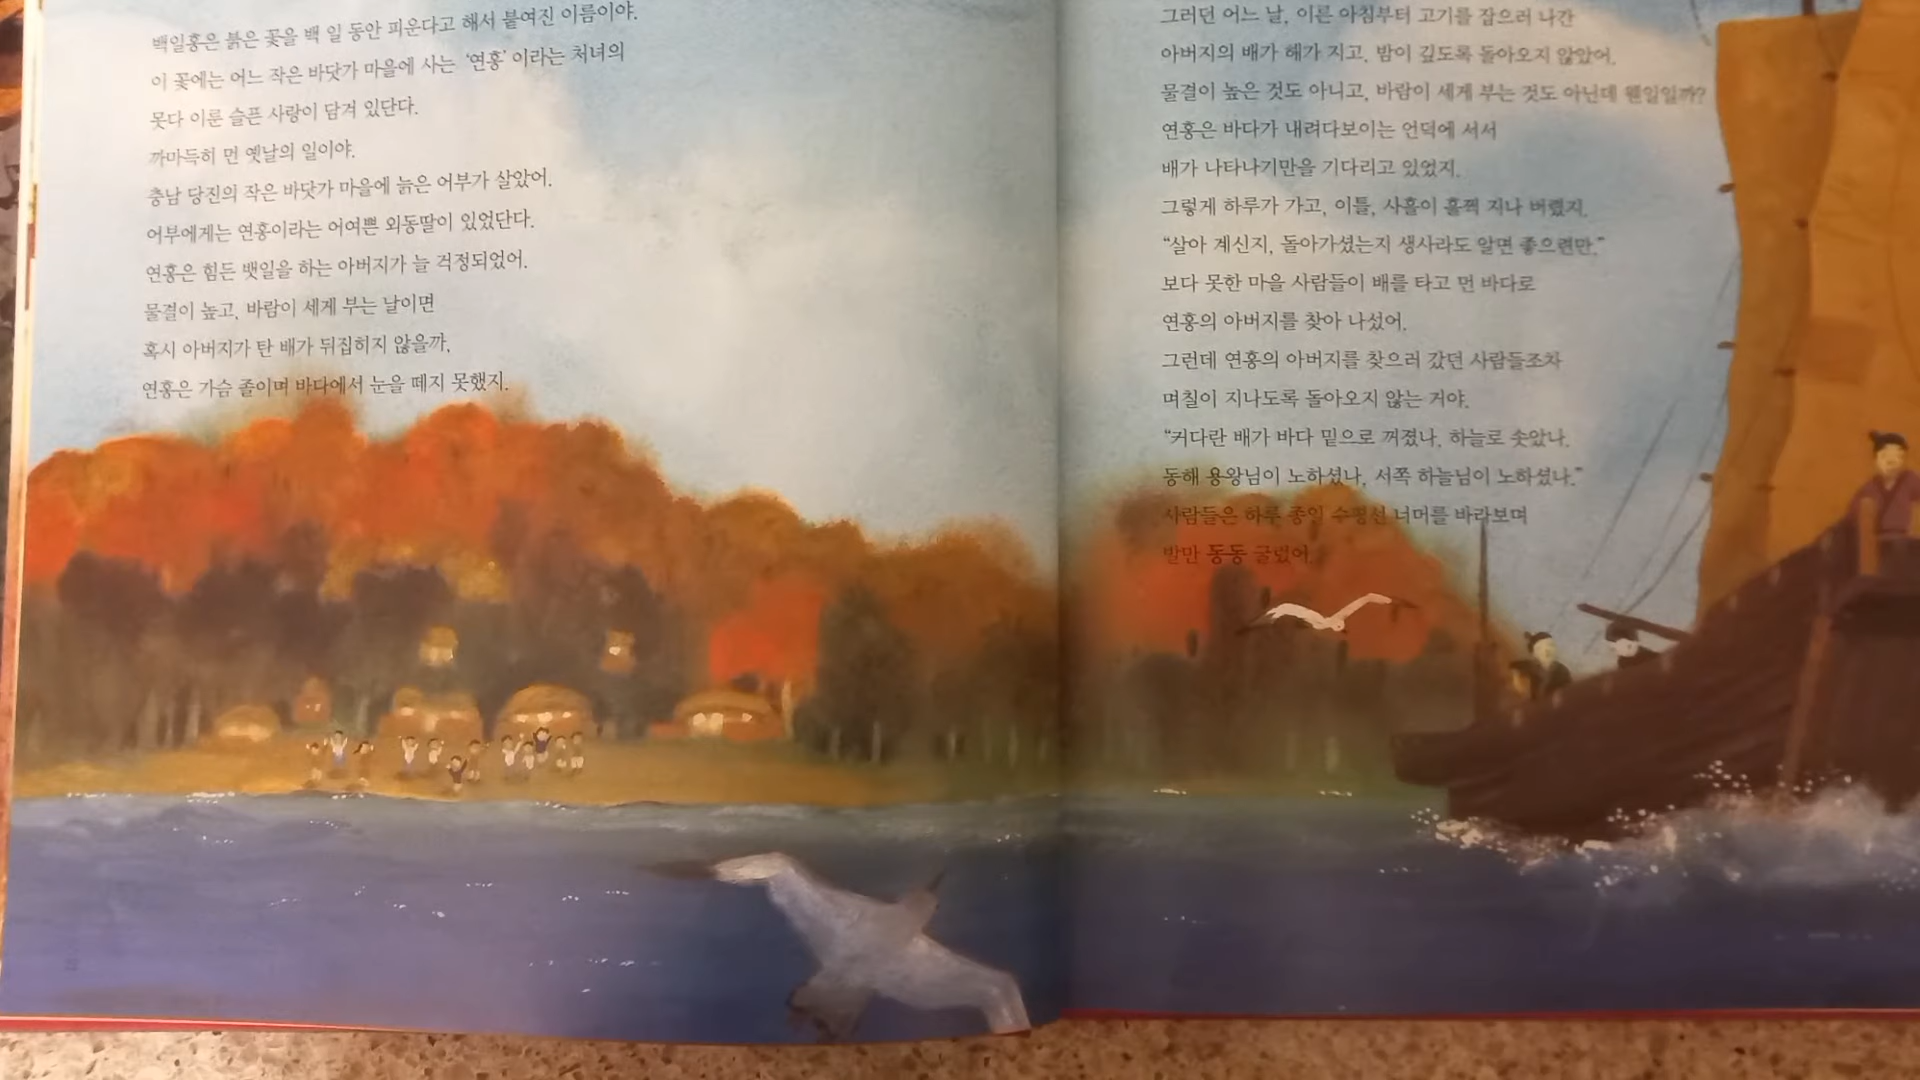 백일홍은 붉은 꽃을 백 일 동안 피운다고 해서 붙여진 이름이야.
이 꽃에는 어느 작은 바닷가 마을에 사는 ‘연홍’ 이라는 처녀의
못다 이룬 슬픈 사랑이 담겨 있단다.
까마득히 먼 옛날의 일이야.
충남 당진의 작은 바닷가 마을에 늙은 어부가 살았어.
어부에게는 연홍이라는 어여쁜 외동딸이 있었단다.
연홍은 힘든 뱃일을 하는 아버지가 늘 걱정되었어.
물결이 높고, 바람이 세게 부는 날이면
혹시 아버지가 탄 배가 뒤집히지 않을까,
연홍은 가슴 졸이며 바다에서 눈을 떼지 못했지.
그러던 어느 날, 이른 아침부터 고기를 잡으러 나간
아버지의 배가 해가 지고, 밤이 깊도록 돌아오지 않았어.
물결이 높은 것도 아니고, 바람이 세게 부는 것도 아닌데 웬일일까?
연홍은 바다가 내려다보이는 언덕에 서서
배가 나타나기만을 기다리고 있었지.
그렇게 하루가 가고, 이틀, 사흘이 훌쩍 지나 버렸지.
“살아 계신지, 돌아가셨는지 생사라도 알면 좋으련만.”
보다 못한 마을 사람들이 배를 타고 먼 바다로
연홍의 아버지를 찾아 나섰어.
그런데 연홍의 아버지를 찾으러 갔던 사람들조차
며칠이 지나도록 돌아오지 않는 거야.
“커다란 배가 바다 밑으로 꺼졌나, 하늘로 솟았나.
동해 용왕님이 노하셨나, 서쪽 하늘님이 노하셨나.”
사람들은 하루 종일 수평선 너머를 바라보며
발만 동동 굴렀어.